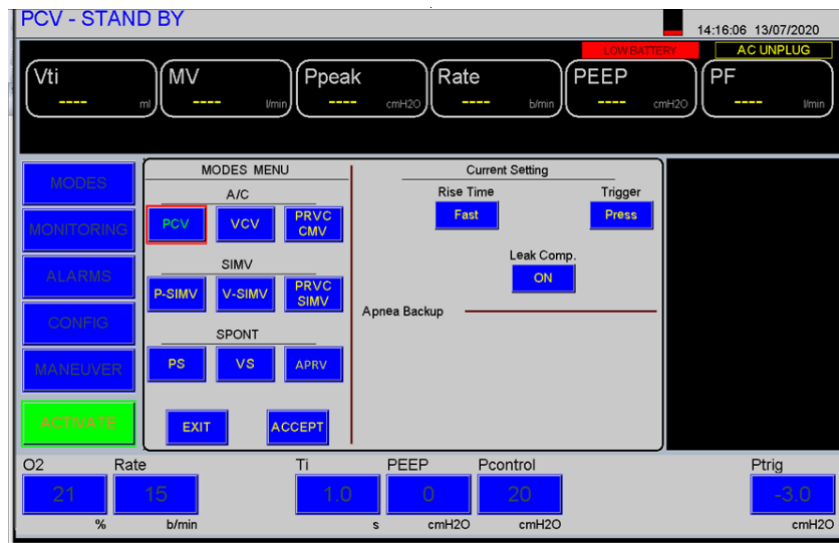 PCV - STAND BY
14:16:06 13/07/2020
LOW BATTERY AC UNPLUG
Vti MV Ppeak Rate PEEP PF
---- ml ---- l/min ---- cmH2O ---- b/min ---- cmH2O ---- l/min
MODES
MONITORING
ALARMS
CONFIG
MANEUVER
ACTIVATE
MODES MENU
A/C
PCV VCV PRVC CMV
SIMV
P-SIMV V-SIMV PRVC SIMV
SPONT
PS VS APRV
EXIT ACCEPT
Current Setting
Rise Time Trigger
Fast Press
Leak Comp.
ON
Apnea Backup
O2 Rate Ti PEEP Pcontrol Ptrig
21 15 1.0 0 20 -3.0
% b/min s cmH2O cmH2O cmH2O